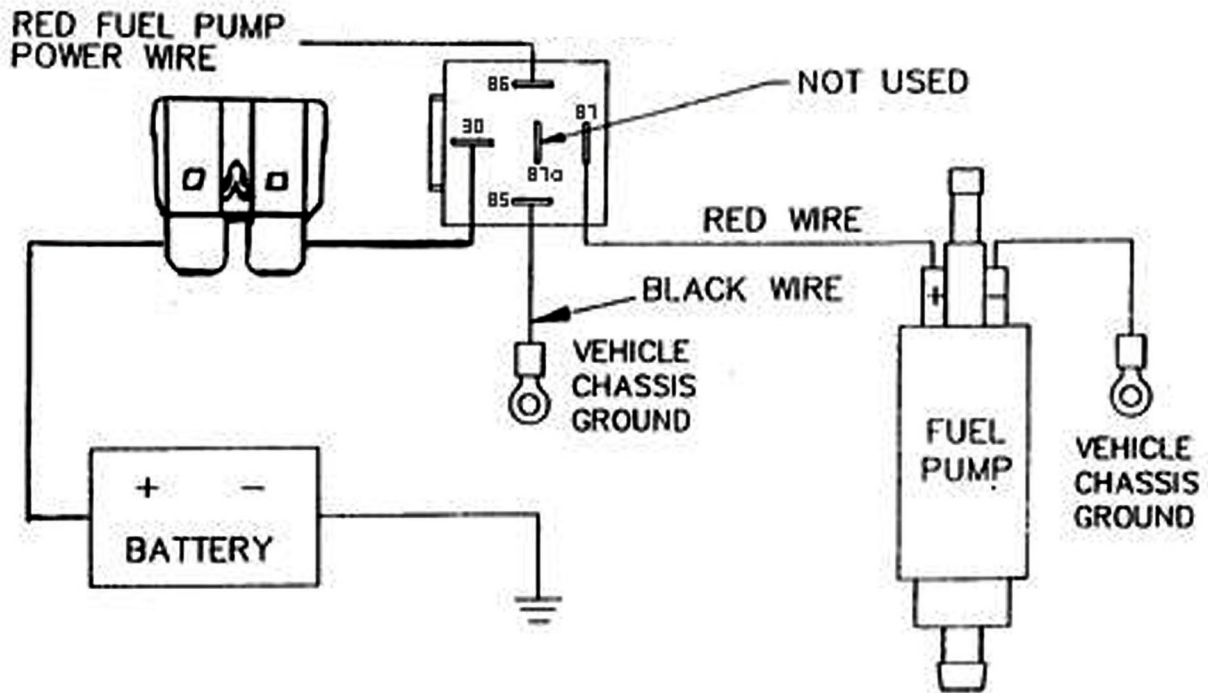 RED FUEL PUMP
POWER WIRE
NOT USED
86
87
30
87a
85
RED WIRE
BLACK WIRE
VEHICLE
CHASSIS
GROUND
+ -
BATTERY
+ -
FUEL
PUMP
VEHICLE
CHASSIS
GROUND